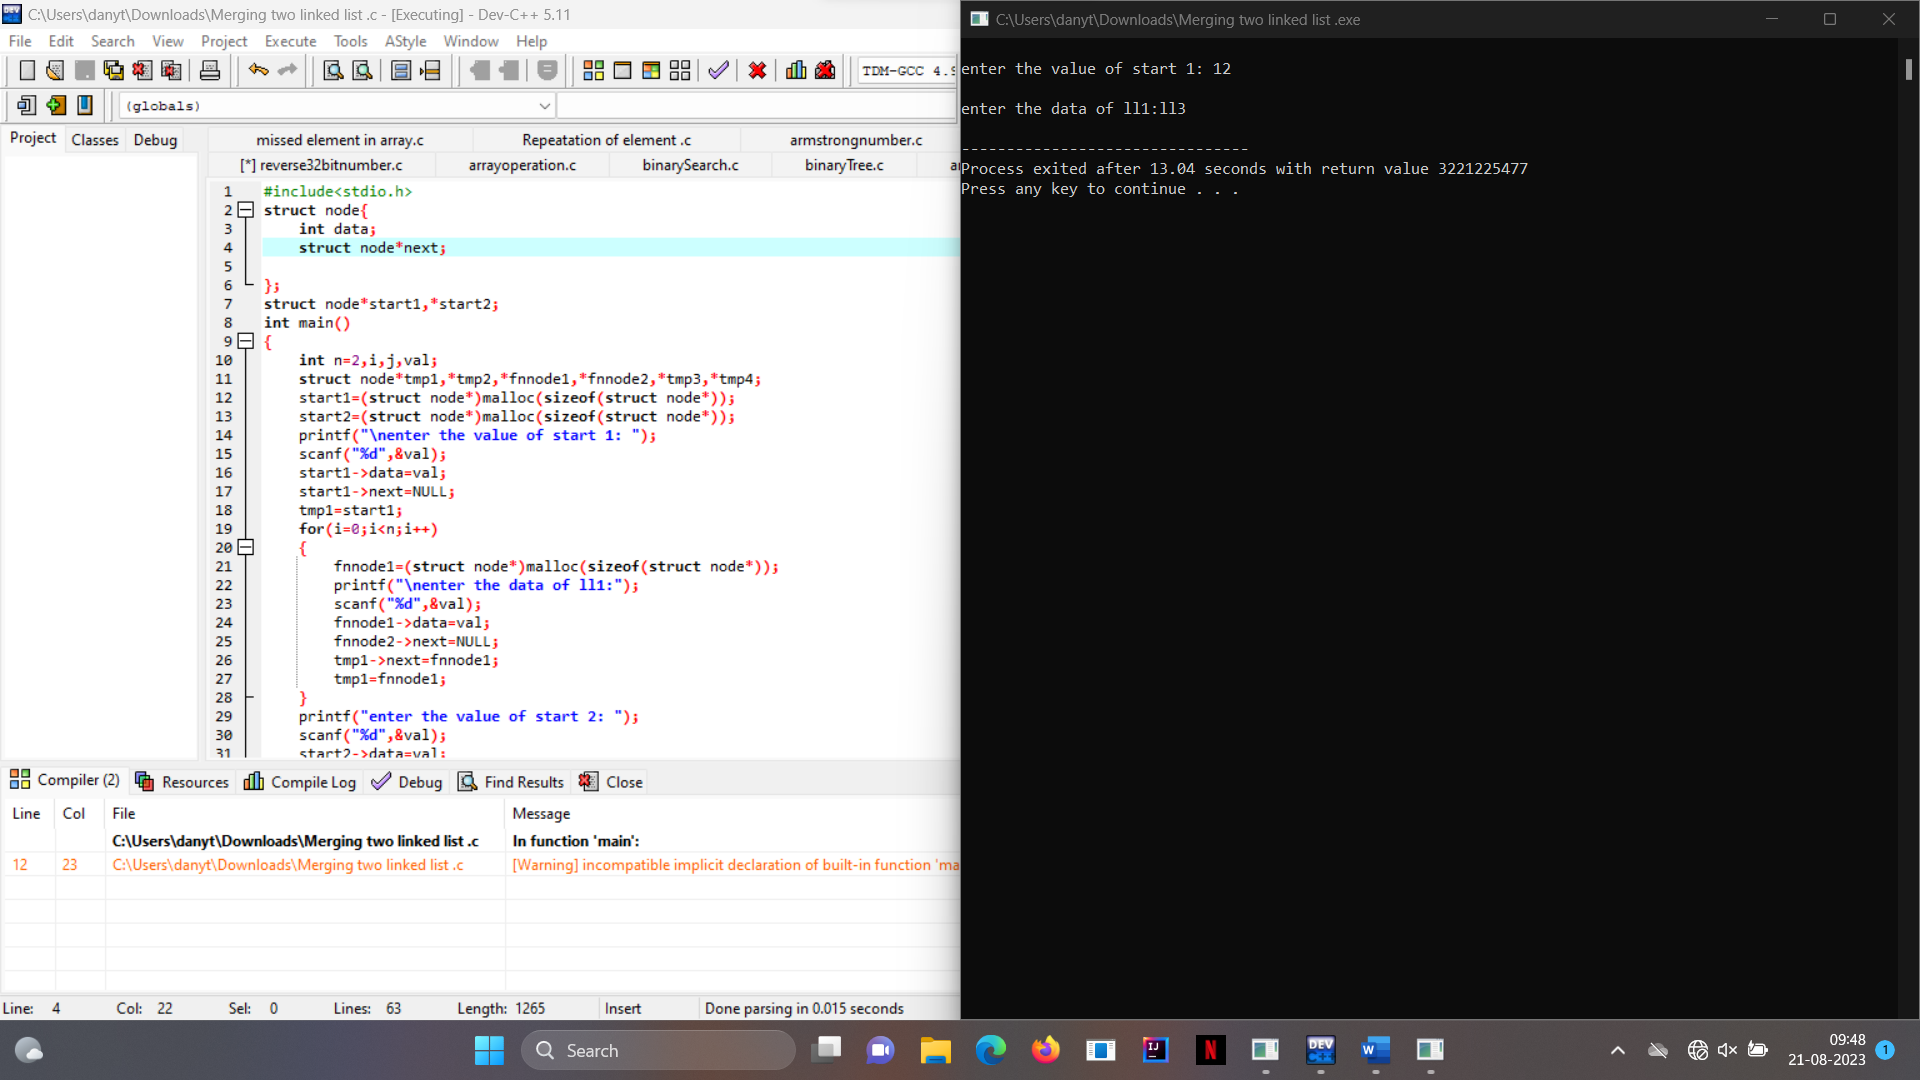 C:\Users\danyt\Downloads\Merging two linked list .c - [Executing] - Dev-C++ 5.11
File Edit Search View Project Execute Tools AStyle Window Help
TDM-GCC 4.9
(globals)
Project Classes Debug
missed element in array.c Repeatation of element .c armstrongnumber.c
[*] reverse32bitnumber.c arrayoperation.c binarySearch.c binaryTree.c
1 #include<stdio.h>
2 struct node{
3 int data;
4 struct node*next;
5
6 };
7 struct node*start1,*start2;
8 int main()
9 {
10 int n=2,i,j,val;
11 struct node*tmp1,*tmp2,*fnnode1,*fnnode2,*tmp3,*tmp4;
12 start1=(struct node*)malloc(sizeof(struct node*));
13 start2=(struct node*)malloc(sizeof(struct node*));
14 printf("\nenter the value of start 1: ");
15 scanf("%d",&val);
16 start1->data=val;
17 start1->next=NULL;
18 tmp1=start1;
19 for(i=0;i<n;i++)
20 {
21 fnnode1=(struct node*)malloc(sizeof(struct node*));
22 printf("\nenter the data of ll1:");
23 scanf("%d",&val);
24 fnnode1->data=val;
25 fnnode2->next=NULL;
26 tmp1->next=fnnode1;
27 tmp1=fnnode1;
28 }
29 printf("enter the value of start 2: ");
30 scanf("%d",&val);
31 start2->data=val;
Compiler (2) Resources Compile Log Debug Find Results Close
Line Col File Message
C:\Users\danyt\Downloads\Merging two linked list .c In function 'main':
12 23 C:\Users\danyt\Downloads\Merging two linked list .c [Warning] incompatible implicit declaration of built-in function 'ma
Line: 4 Col: 22 Sel: 0 Lines: 63 Length: 1265 Insert Done parsing in 0.015 seconds
C:\Users\danyt\Downloads\Merging two linked list .exe
enter the value of start 1: 12
enter the data of ll1:ll3
--------------------------------
Process exited after 13.04 seconds with return value 3221225477
Press any key to continue . . .
Search
09:48
21-08-2023
1